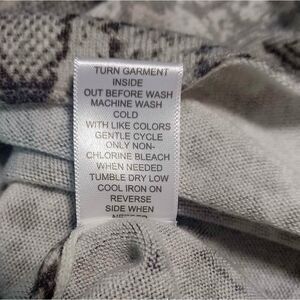 TURN GARMENT
INSIDE
OUT BEFORE WASH
MACHINE WASH
COLD
WITH LIKE COLORS
GENTLE CYCLE
ONLY NON-
CHLORINE BLEACH
WHEN NEEDED
TUMBLE DRY LOW
COOL IRON ON
REVERSE
SIDE WHEN